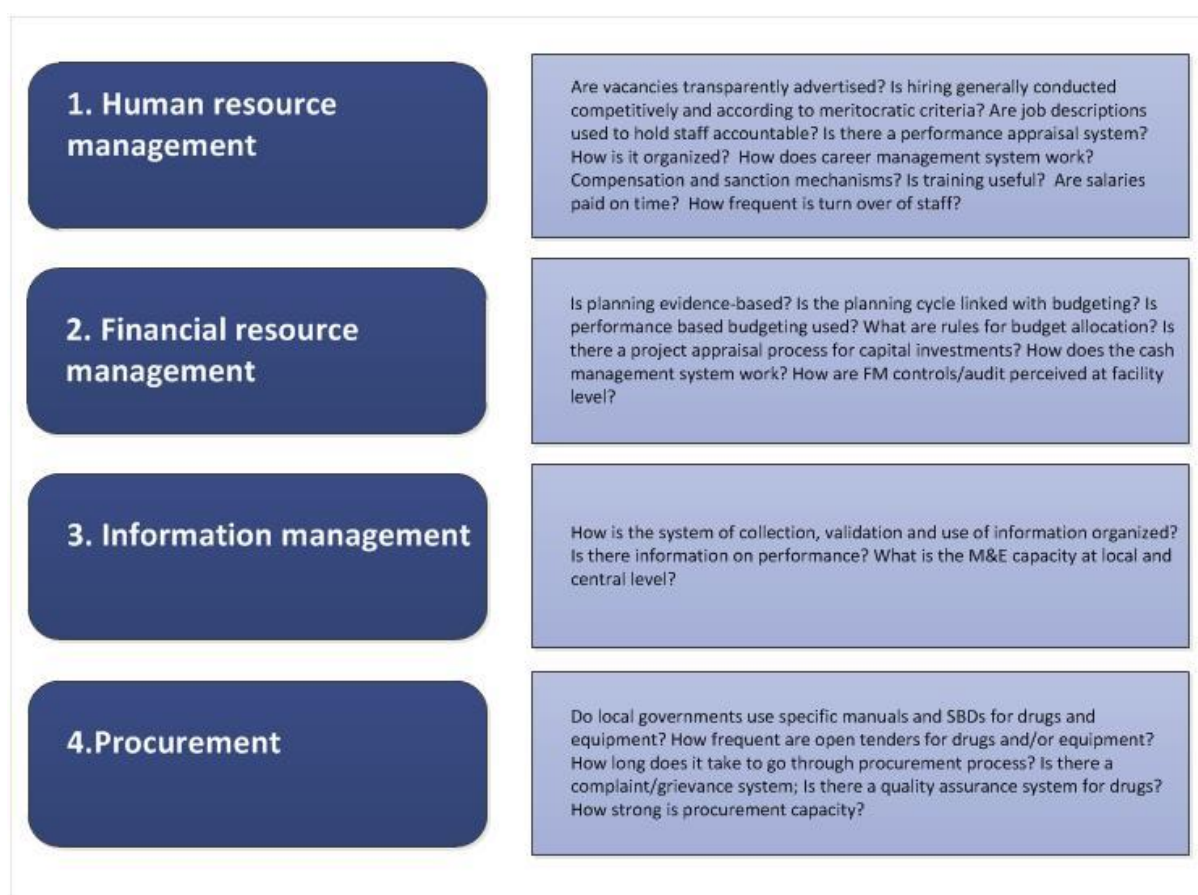 1. Human resource
management
Are vacancies transparently advertised? Is hiring generally conducted
competitively and according to meritocratic criteria? Are job descriptions
used to hold staff accountable? Is there a performance appraisal system?
How is it organized?  How does career management system work?
Compensation and sanction mechanisms? Is training useful?  Are salaries
paid on time?  How frequent is turn over of staff?
2. Financial resource
management
Is planning evidence-based? Is the planning cycle linked with budgeting? Is
performance based budgeting used? What are rules for budget allocation? Is
there a project appraisal process for capital investments? How does the cash
management system work? How are FM controls/audit perceived at facility
level?
3. Information management
How is the system of collection, validation and use of information organized?
Is there information on performance? What is the M&E capacity at local and
central level?
4.Procurement
Do local governments use specific manuals and SBDs for drugs and
equipment? How frequent are open tenders for drugs and/or equipment?
How long does it take to go through procurement process? Is there a
complaint/grievance system; Is there a quality assurance system for drugs?
How strong is procurement capacity?